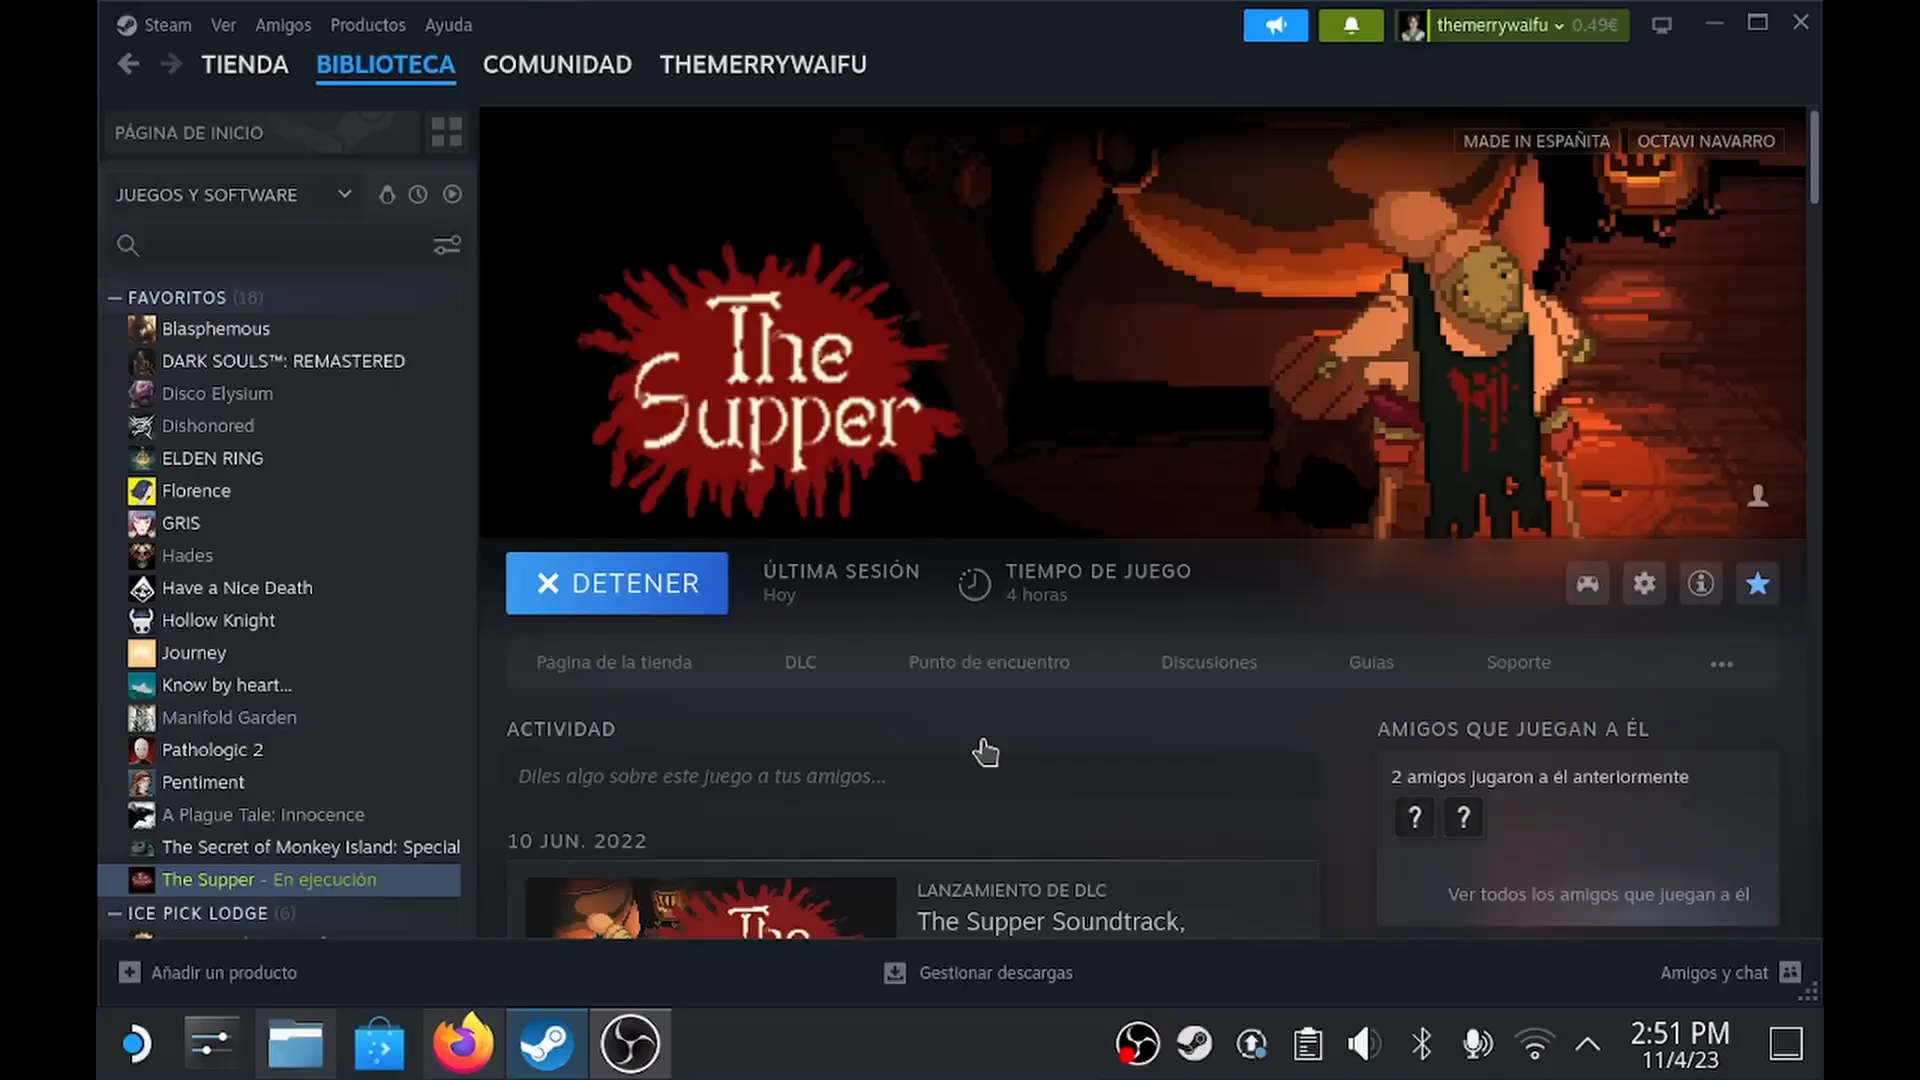 Steam Ver Amigos Productos Ayuda
themerrywaifu 0.49€
TIENDA BIBLIOTECA COMUNIDAD THEMERRYWAIFU
PÁGINA DE INICIO
JUEGOS Y SOFTWARE
FAVORITOS (18)
Blasphemous
DARK SOULS™: REMASTERED
Disco Elysium
Dishonored
ELDEN RING
Florence
GRIS
Hades
Have a Nice Death
Hollow Knight
Journey
Know by heart...
Manifold Garden
Pathologic 2
Pentiment
A Plague Tale: Innocence
The Secret of Monkey Island: Special
The Supper - En ejecución
ICE PICK LODGE (6)
MADE IN ESPAÑITA OCTAVI NAVARRO
The
Supper
DETENER
ÚLTIMA SESIÓN
Hoy
TIEMPO DE JUEGO
4 horas
Página de la tienda DLC Punto de encuentro Discusiones Guías Soporte
ACTIVIDAD
Diles algo sobre este juego a tus amigos...
10 JUN. 2022
The
LANZAMIENTO DE DLC
The Supper Soundtrack,
AMIGOS QUE JUEGAN A ÉL
2 amigos jugaron a él anteriormente
? ?
Ver todos los amigos que juegan a él
Añadir un producto
Gestionar descargas
Amigos y chat
2:51 PM
11/4/23